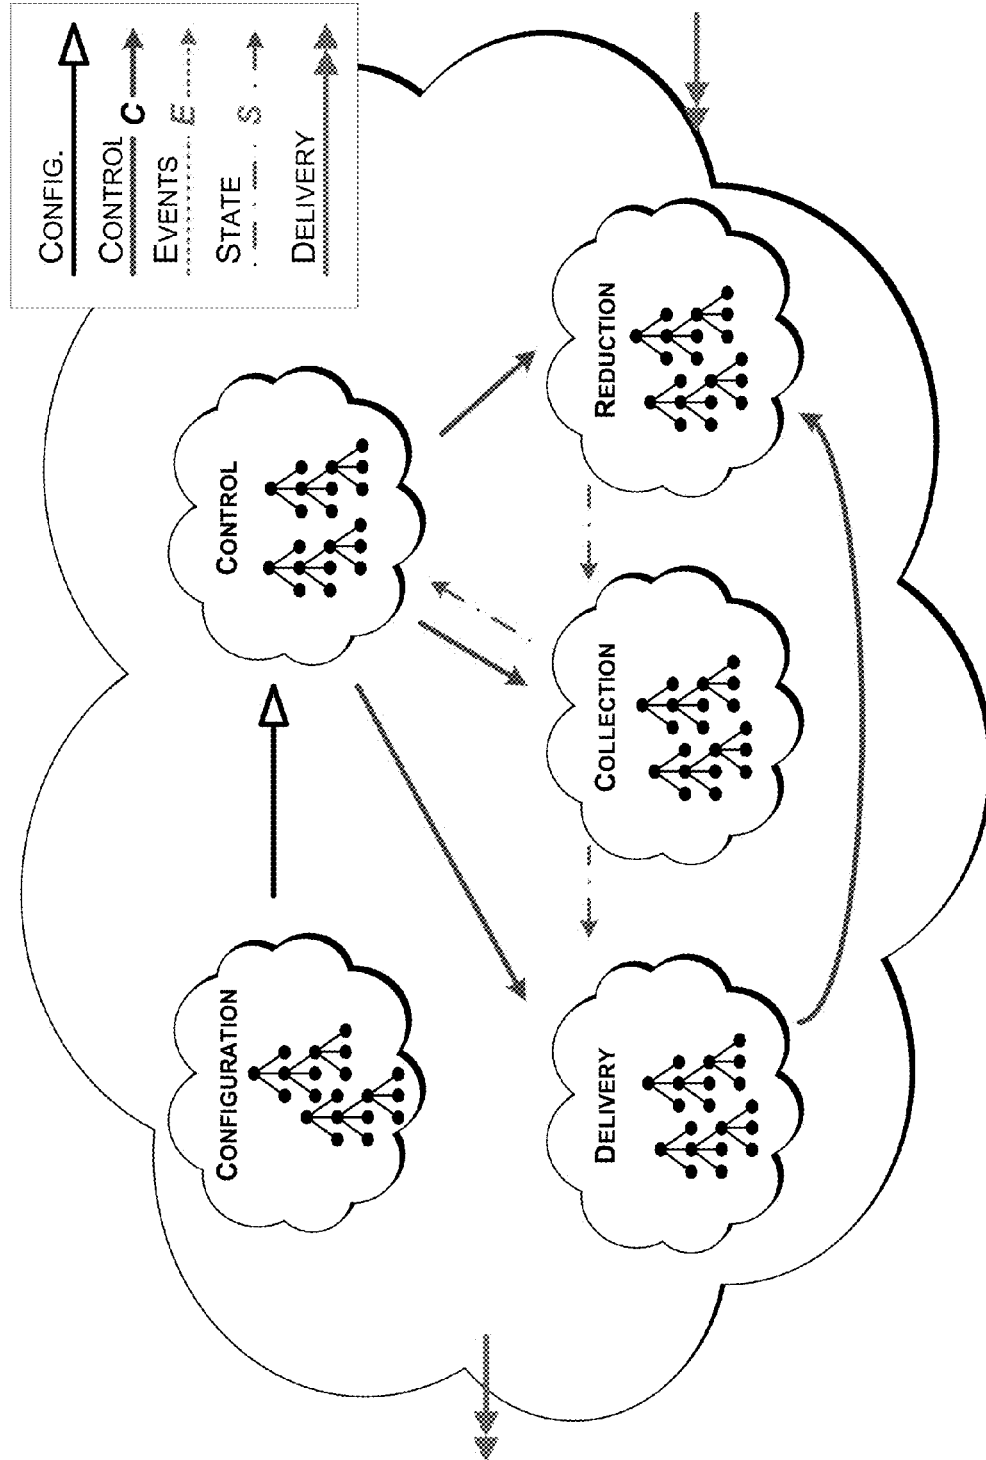 CONFIG.
CONTROL C
EVENTS E
STATE S
DELIVERY
CONFIGURATION
CONTROL
DELIVERY
COLLECTION
REDUCTION